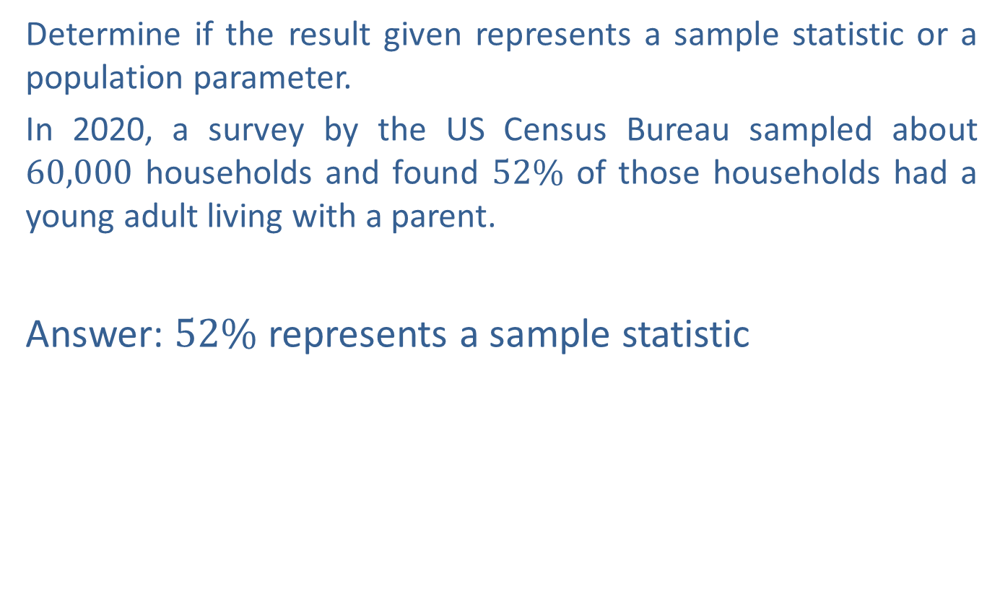 Determine if the result given represents a sample statistic or a
population parameter.
In 2020, a survey by the US Census Bureau sampled about
60,000 households and found 52% of those households had a
young adult living with a parent.
Answer: 52% represents a sample statistic